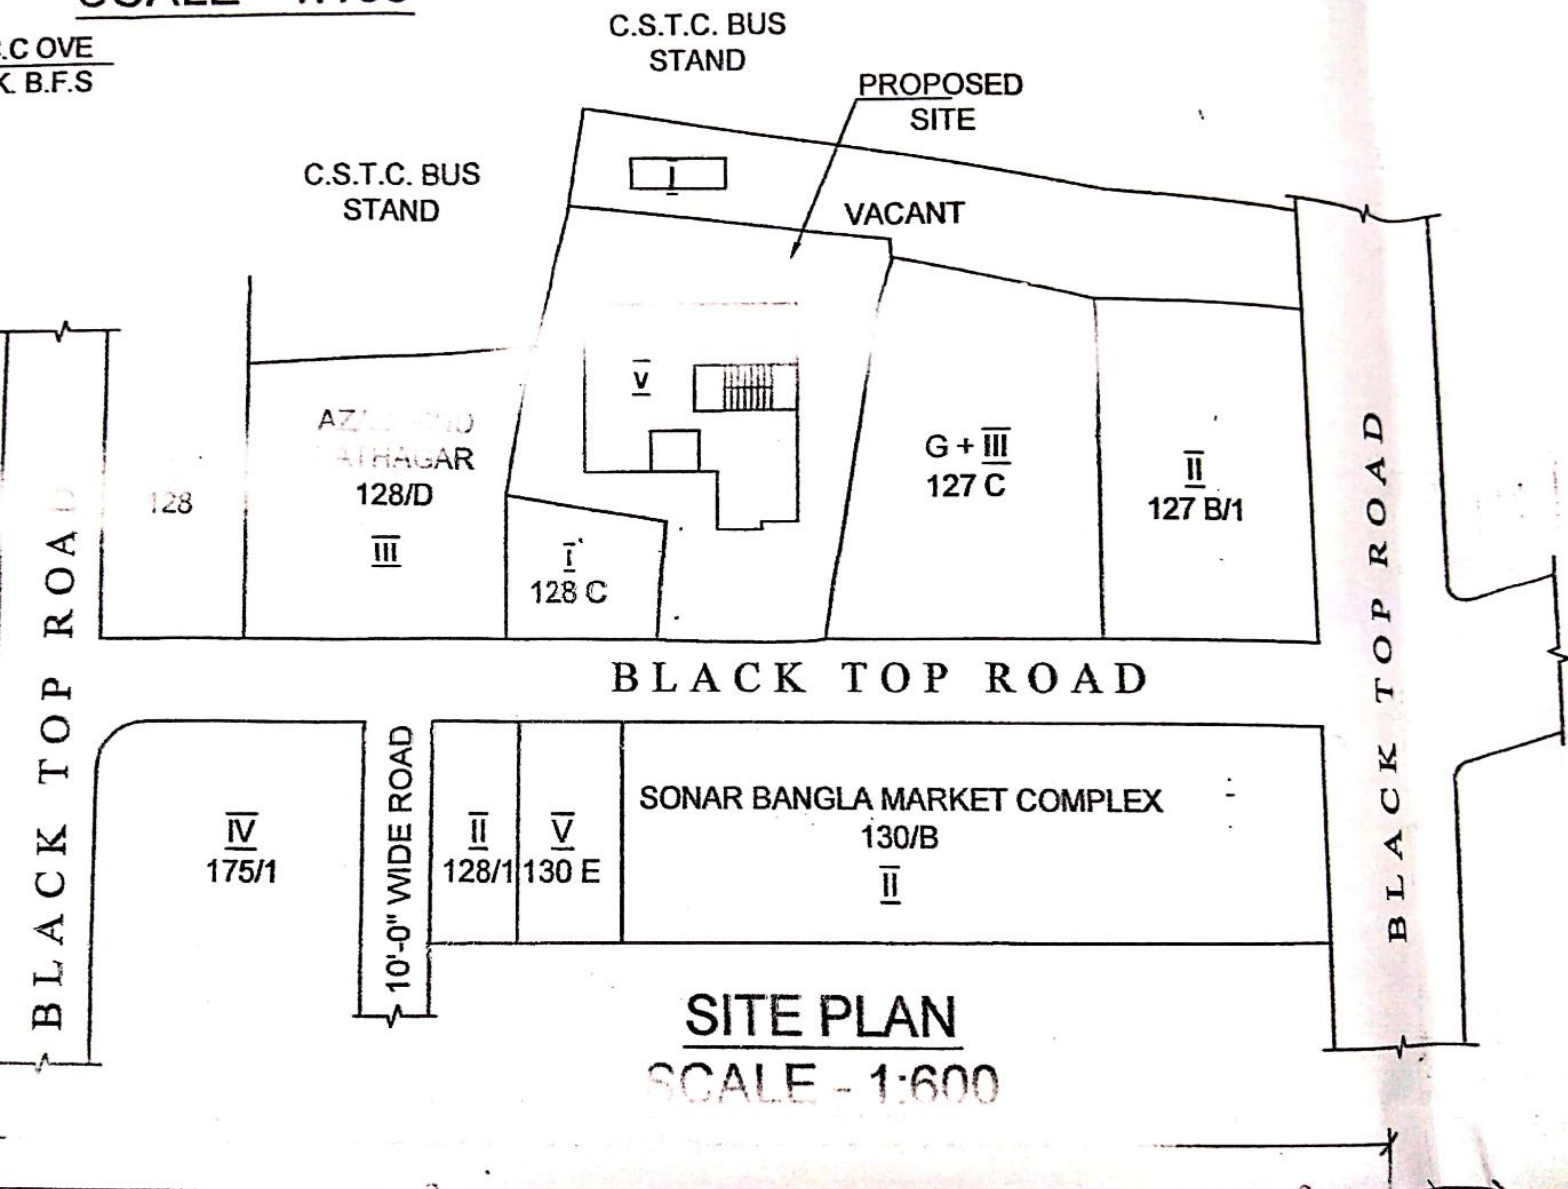 C.S.T.C. BUS
STAND
C OVE
K. B.F.S
PROPOSED
SITE
C.S.T.C. BUS
STAND
I
VACANT
V
G + III
127 C
II
127 B/1
PATHAGAR
128/D
III
128
I
128 C
BLACK TOP ROAD
BLACK TOP ROAD
BLACK TOP ROAD
10'-0" WIDE ROAD
IV
175/1
II
128/1
V
130 E
SONAR BANGLA MARKET COMPLEX
130/B
II
SITE PLAN
SCALE - 1:600